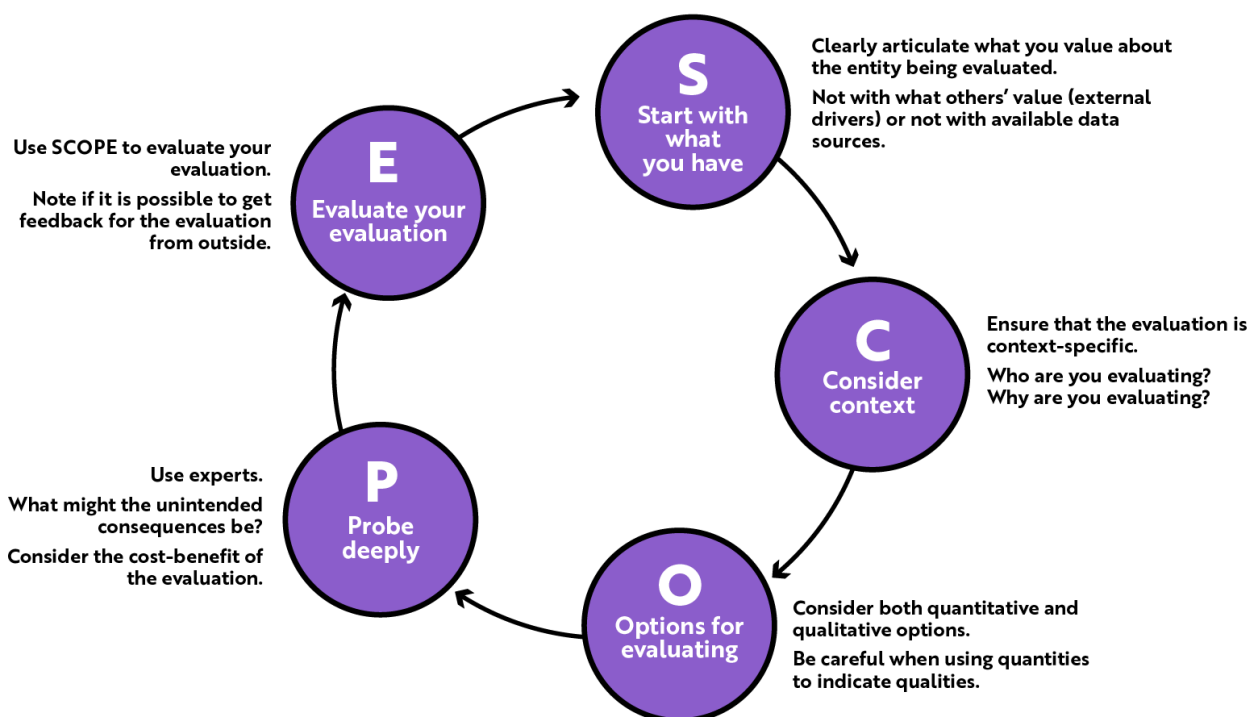 S
Start with
what
you have
Clearly articulate what you value about
the entity being evaluated.
Not with what others’ value (external
drivers) or not with available data
sources.
C
Consider
context
Ensure that the evaluation is
context-specific.
Who are you evaluating?
Why are you evaluating?
O
Options for
evaluating
Consider both quantitative and
qualitative options.
Be careful when using quantities
to indicate qualities.
P
Probe
deeply
Use experts.
What might the unintended
consequences be?
Consider the cost-benefit of
the evaluation.
E
Evaluate your
evaluation
Use SCOPE to evaluate your
evaluation.
Note if it is possible to get
feedback for the evaluation
from outside.